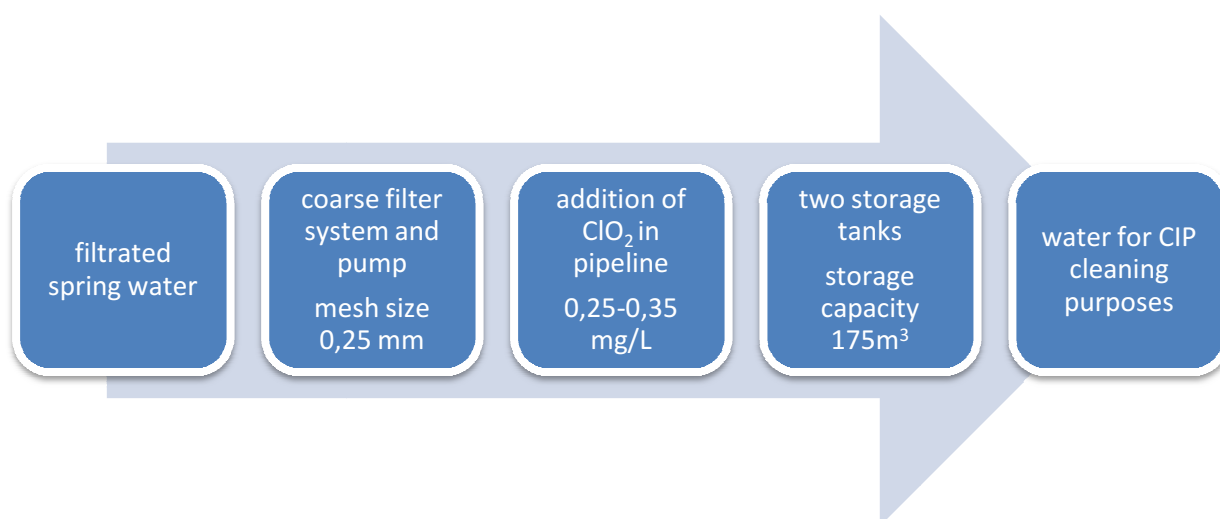 filtrated
spring water
coarse filter
system and
pump
mesh size
0,25 mm
addition of
ClO₂ in
pipeline
0,25-0,35
mg/L
two storage
tanks
storage
capacity
175m³
water for CIP
cleaning
purposes